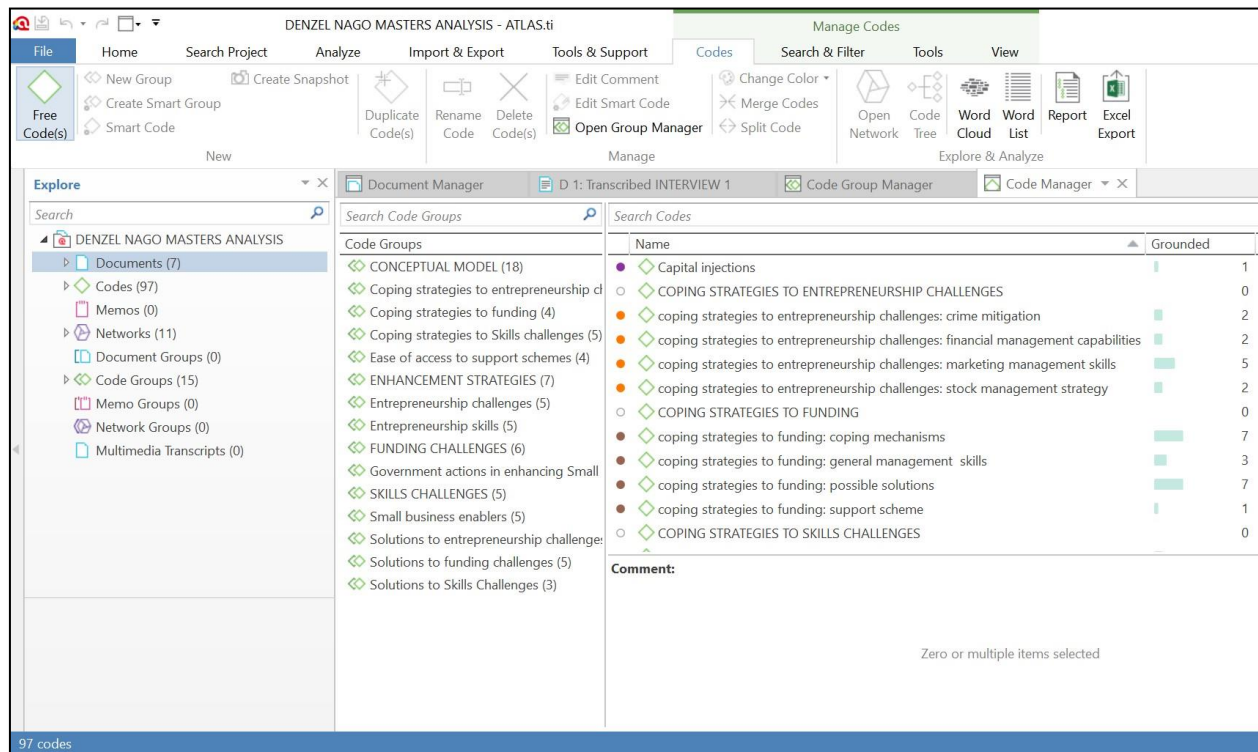 DENZEL NAGO MASTERS ANALYSIS - ATLAS.ti
Manage Codes
File Home Search Project Analyze Import & Export Tools & Support Codes Search & Filter Tools View
Free Code(s)
New Group
Create Smart Group
Smart Code
Create Snapshot
New
Duplicate Code(s)
Rename Code
Delete Code(s)
Edit Comment
Edit Smart Code
Open Group Manager
Change Color
Merge Codes
Split Code
Manage
Open Network
Code Tree
Word Cloud
Word List
Report
Excel Export
Explore & Analyze
Explore
Search
DENZEL NAGO MASTERS ANALYSIS
Documents (7)
Codes (97)
Memos (0)
Networks (11)
Document Groups (0)
Code Groups (15)
Memo Groups (0)
Network Groups (0)
Multimedia Transcripts (0)
Document Manager
D 1: Transcribed INTERVIEW 1
Code Group Manager
Code Manager
Search Code Groups
Code Groups
CONCEPTUAL MODEL (18)
Coping strategies to entrepreneurship
Coping strategies to funding (4)
Coping strategies to Skills challenges (5)
Ease of access to support schemes (4)
ENHANCEMENT STRATEGIES (7)
Entrepreneurship challenges (5)
Entrepreneurship skills (5)
FUNDING CHALLENGES (6)
Government actions in enhancing Small
SKILLS CHALLENGES (5)
Small business enablers (5)
Solutions to entrepreneurship challenge
Solutions to funding challenges (5)
Solutions to Skills Challenges (3)
Search Codes
Name Grounded
Capital injections 1
COPING STRATEGIES TO ENTREPRENEURSHIP CHALLENGES 0
coping strategies to entrepreneurship challenges: crime mitigation 2
coping strategies to entrepreneurship challenges: financial management capabilities 2
coping strategies to entrepreneurship challenges: marketing management skills 5
coping strategies to entrepreneurship challenges: stock management strategy 2
COPING STRATEGIES TO FUNDING 0
coping strategies to funding: coping mechanisms 7
coping strategies to funding: general management skills 3
coping strategies to funding: possible solutions 7
coping strategies to funding: support scheme 1
COPING STRATEGIES TO SKILLS CHALLENGES 0
Comment:
Zero or multiple items selected
97 codes